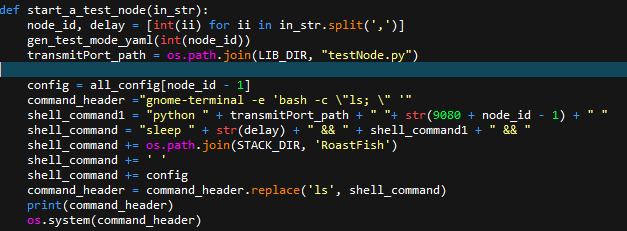 def start_a_test_node(in_str):
    node_id, delay = [int(ii) for ii in in_str.split(',')]
    gen_test_mode_yaml(int(node_id))
    transmitPort_path = os.path.join(LIB_DIR, "testNode.py")
    config = all_config[node_id - 1]
    command_header ="gnome-terminal -e 'bash -c \"ls; \" '"
    shell_command1 = "python " + transmitPort_path + " "+ str(9080 + node_id - 1) + " "
    shell_command = "sleep " + str(delay) + " && " + shell_command1 + " && "
    shell_command += os.path.join(STACK_DIR, 'RoastFish')
    shell_command += ' '
    shell_command += config
    command_header = command_header.replace('ls', shell_command)
    print(command_header)
    os.system(command_header)